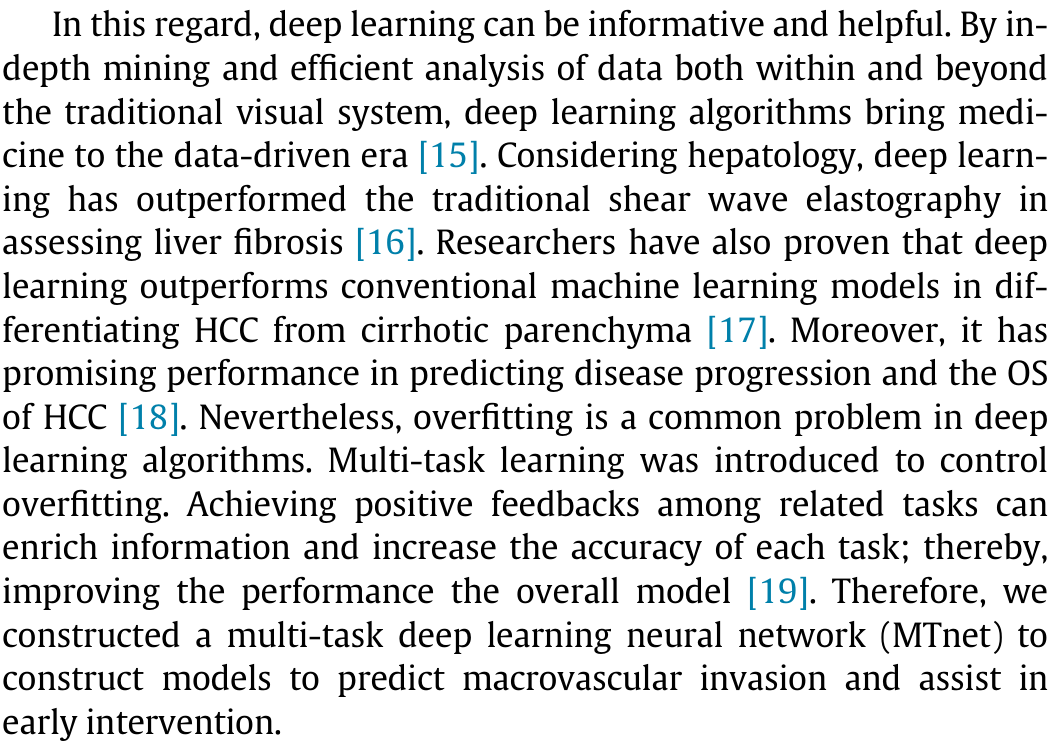 In this regard, deep learning can be informative and helpful. By in-
depth mining and efficient analysis of data both within and beyond
the traditional visual system, deep learning algorithms bring medi-
cine to the data-driven era [15]. Considering hepatology, deep learn-
ing has outperformed the traditional shear wave elastography in
assessing liver fibrosis [16]. Researchers have also proven that deep
learning outperforms conventional machine learning models in dif-
ferentiating HCC from cirrhotic parenchyma [17]. Moreover, it has
promising performance in predicting disease progression and the OS
of HCC [18]. Nevertheless, overfitting is a common problem in deep
learning algorithms. Multi-task learning was introduced to control
overfitting. Achieving positive feedbacks among related tasks can
enrich information and increase the accuracy of each task; thereby,
improving the performance the overall model [19]. Therefore, we
constructed a multi-task deep learning neural network (MTnet) to
construct models to predict macrovascular invasion and assist in
early intervention.